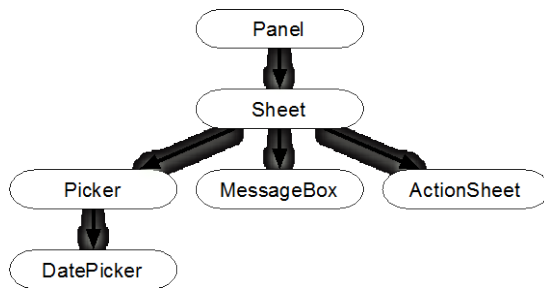 Panel
Sheet
Picker
MessageBox
ActionSheet
DatePicker